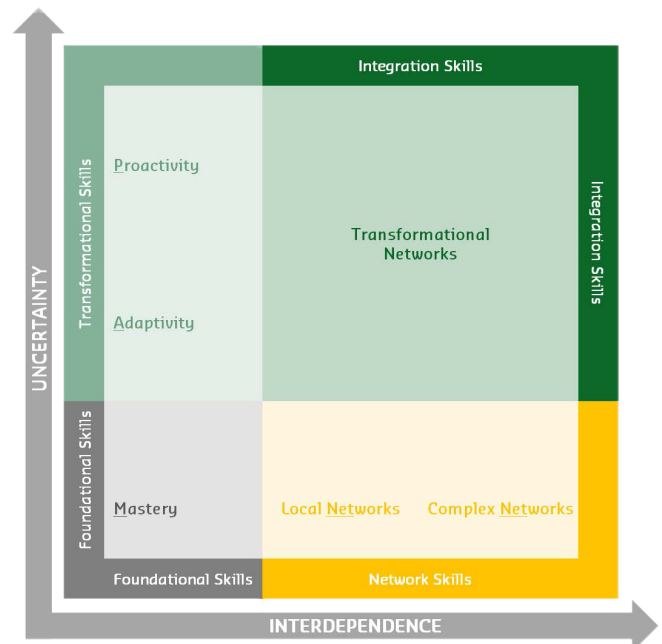 Integration Skills
Transformational Skills
Proactivity
Integration Skills
Transformational
Networks
Adaptivity
UNCERTAINTY
Foundational Skills
Mastery
Local Networks
Complex Networks
Foundational Skills
Network Skills
INTERDEPENDENCE